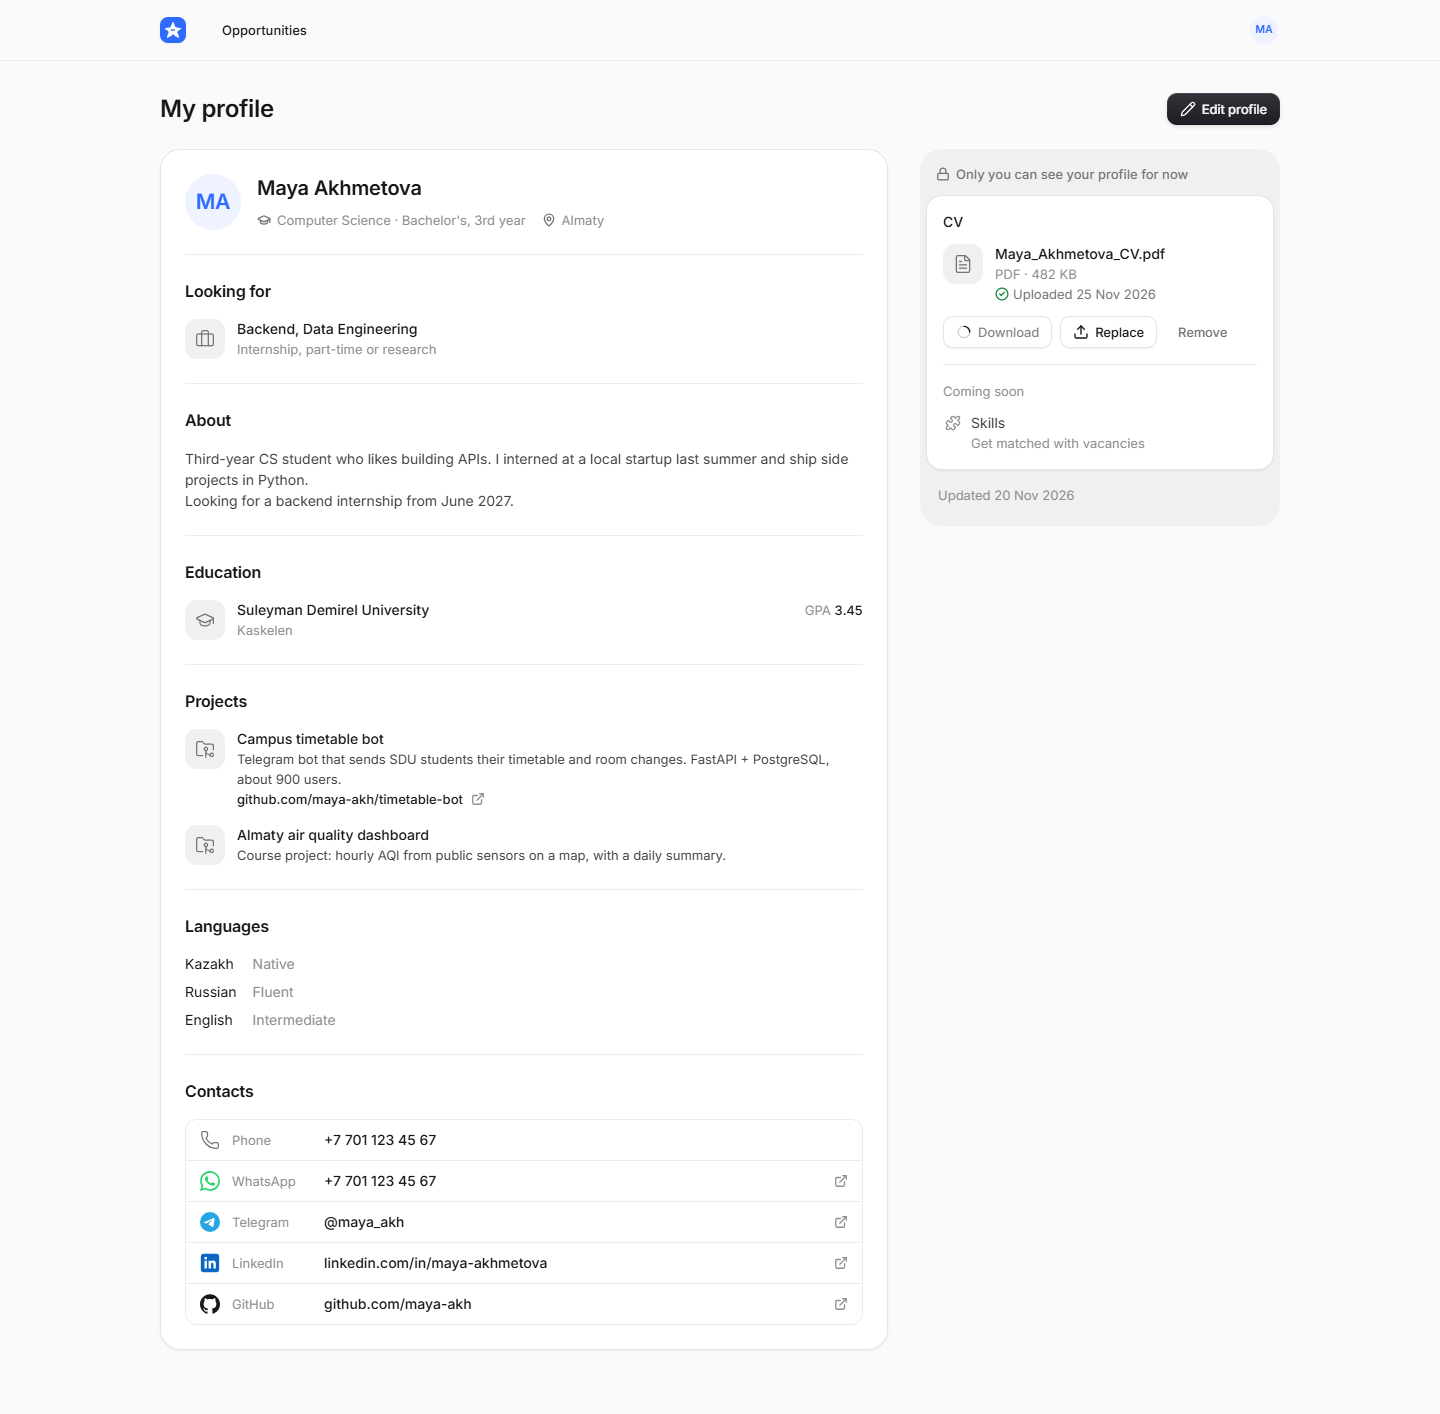 Opportunities
MA
My profile
Edit profile
MA
Maya Akhmetova
Computer Science · Bachelor's, 3rd year
Almaty
Looking for
Backend, Data Engineering
Internship, part-time or research
About
Third-year CS student who likes building APIs. I interned at a local startup last summer and ship side
projects in Python.
Looking for a backend internship from June 2027.
Education
Suleyman Demirel University
GPA 3.45
Kaskelen
Projects
Campus timetable bot
Telegram bot that sends SDU students their timetable and room changes. FastAPI + PostgreSQL,
about 900 users.
github.com/maya-akh/timetable-bot
Almaty air quality dashboard
Course project: hourly AQI from public sensors on a map, with a daily summary.
Languages
Kazakh Native
Russian Fluent
English Intermediate
Contacts
Phone +7 701 123 45 67
WhatsApp +7 701 123 45 67
Telegram @maya_akh
LinkedIn linkedin.com/in/maya-akhmetova
GitHub github.com/maya-akh
Only you can see your profile for now
CV
Maya_Akhmetova_CV.pdf
PDF · 482 KB
Uploaded 25 Nov 2026
Download Replace Remove
Coming soon
Skills
Get matched with vacancies
Updated 20 Nov 2026